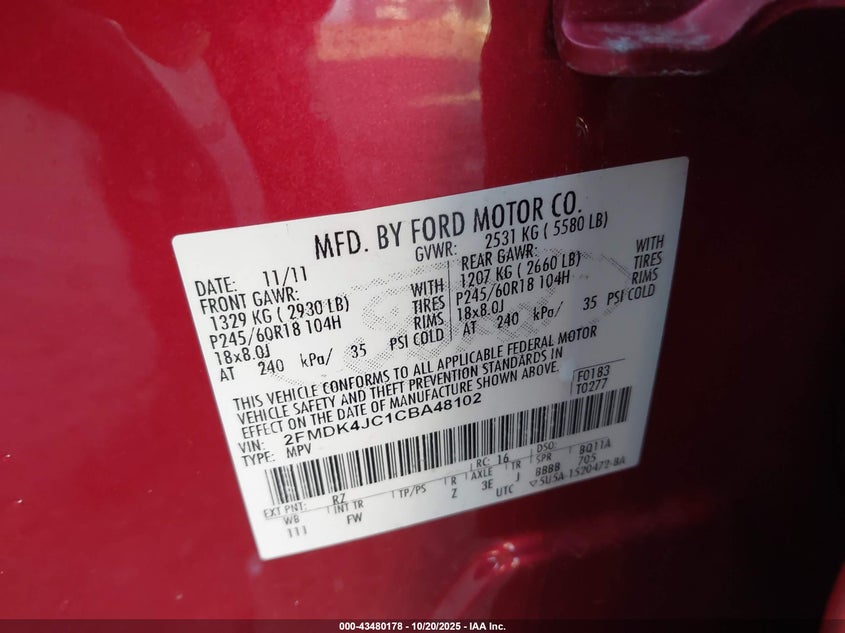 MFD. BY FORD MOTOR CO.
DATE: 11/11 GVWR: 2531 KG ( 5580 LB)
FRONT GAWR: REAR GAWR:
1329 KG ( 2930 LB) WITH 1207 KG ( 2660 LB) WITH
P245/60R18 104H TIRES P245/60R18 104H TIRES
18x8.0J RIMS 18x8.0J RIMS
AT 240 kPa/ 35 PSI COLD AT 240 kPa/ 35 PSI COLD
THIS VEHICLE CONFORMS TO ALL APPLICABLE FEDERAL MOTOR
VEHICLE SAFETY AND THEFT PREVENTION STANDARDS IN
EFFECT ON THE DATE OF MANUFACTURE SHOWN ABOVE.
VIN: 2FMDK4JC1CBA48102 F0183
TYPE: MPV T0277
EXT PNT: RZ RC: 16 DSO: BQ11A
WB INT TR TP/PS R AXLE TR SPR 705
111 FW Z 3E J BBBB
UTC ▽5U5A-1520472-BA
000-43480178 - 10/20/2025 - IAA Inc.